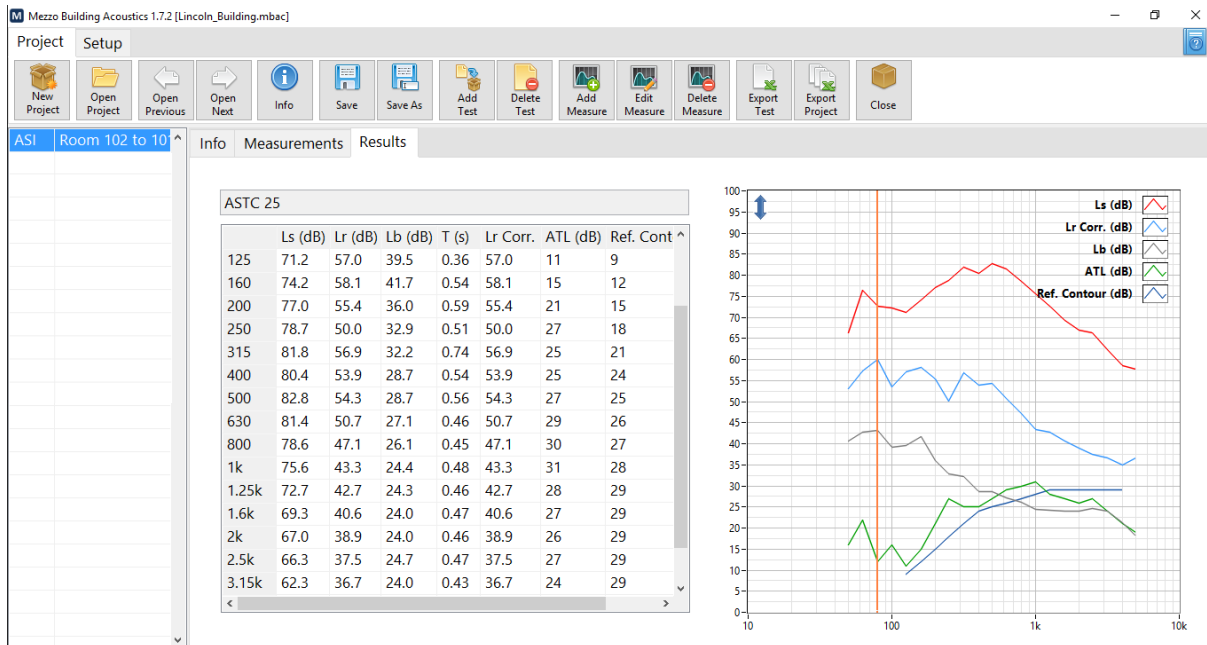 Mezzo Building Acoustics 1.7.2 [Lincoln_Building.mbac]
Project Setup
New Project
Open Project
Open Previous
Open Next
Info
Save
Save As
Add Test
Delete Test
Add Measure
Edit Measure
Delete Measure
Export Test
Export Project
Close
ASI Room 102 to 10
Info Measurements Results
ASTC 25
Ls (dB) Lr (dB) Lb (dB) T (s) Lr Corr. ATL (dB) Ref. Cont
125 71.2 57.0 39.5 0.36 57.0 11 9
160 74.2 58.1 41.7 0.54 58.1 15 12
200 77.0 55.4 36.0 0.59 55.4 21 15
250 78.7 50.0 32.9 0.51 50.0 27 18
315 81.8 56.9 32.2 0.74 56.9 25 21
400 80.4 53.9 28.7 0.54 53.9 25 24
500 82.8 54.3 28.7 0.56 54.3 27 25
630 81.4 50.7 27.1 0.46 50.7 29 26
800 78.6 47.1 26.1 0.45 47.1 30 27
1k 75.6 43.3 24.4 0.48 43.3 31 28
1.25k 72.7 42.7 24.3 0.46 42.7 28 29
1.6k 69.3 40.6 24.0 0.47 40.6 27 29
2k 67.0 38.9 24.0 0.46 38.9 26 29
2.5k 66.3 37.5 24.7 0.47 37.5 27 29
3.15k 62.3 36.7 24.0 0.43 36.7 24 29
Ls (dB)
Lr Corr. (dB)
Lb (dB)
ATL (dB)
Ref. Contour (dB)
100
95
90
85
80
75
70
65
60
55
50
45
40
35
30
25
20
15
10
5
0
10 100 1k 10k